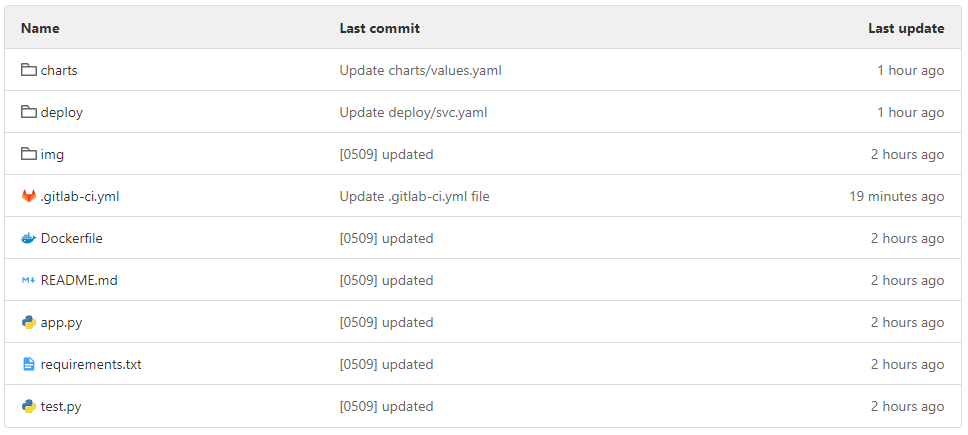 Name Last commit Last update
charts Update charts/values.yaml 1 hour ago
deploy Update deploy/svc.yaml 1 hour ago
img [0509] updated 2 hours ago
.gitlab-ci.yml Update .gitlab-ci.yml file 19 minutes ago
Dockerfile [0509] updated 2 hours ago
README.md [0509] updated 2 hours ago
app.py [0509] updated 2 hours ago
requirements.txt [0509] updated 2 hours ago
test.py [0509] updated 2 hours ago